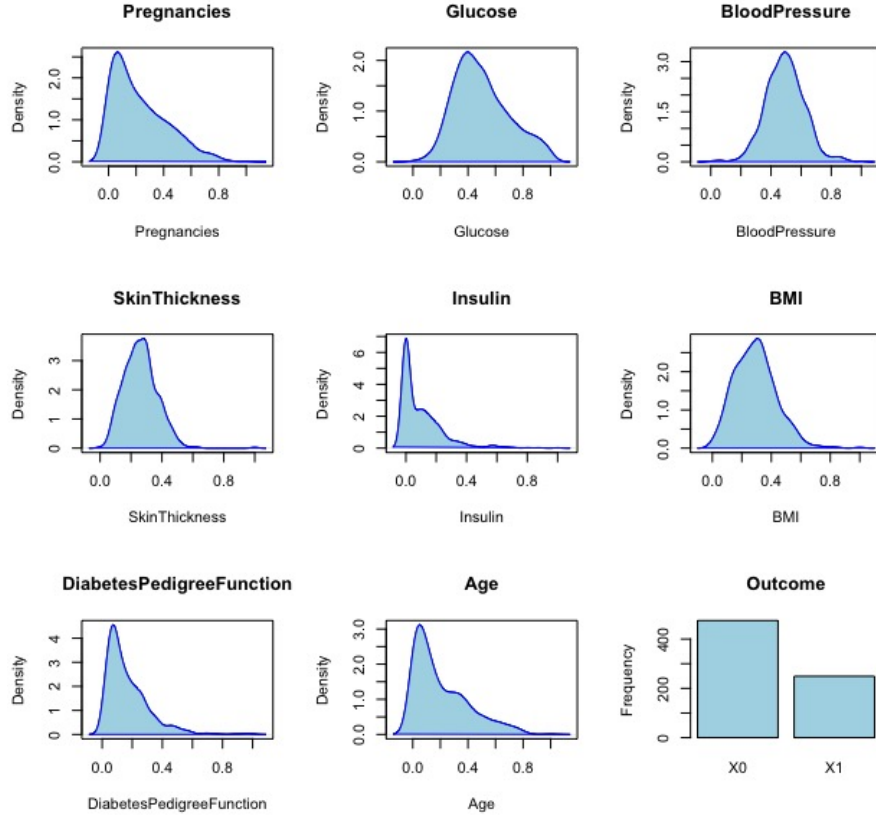 Pregnancies
Density
0.0 1.0 2.0
0.0 0.4 0.8
Pregnancies
Glucose
Density
0.0 1.0 2.0
0.0 0.4 0.8
Glucose
BloodPressure
Density
0.0 1.5 3.0
0.0 0.4 0.8
BloodPressure
SkinThickness
Density
0 1 2 3
0.0 0.4 0.8
SkinThickness
Insulin
Density
0 2 4 6
0.0 0.4 0.8
Insulin
BMI
Density
0.0 1.0 2.0
0.0 0.4 0.8
BMI
DiabetesPedigreeFunction
Density
0 1 2 3 4
0.0 0.4 0.8
DiabetesPedigreeFunction
Age
Density
0.0 1.0 2.0 3.0
0.0 0.4 0.8
Age
Outcome
Frequency
0 200 400
X0 X1